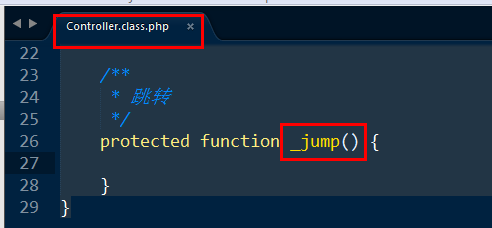 Controller.class.php ×
22
23 /**
24 * 跳转
25 */
26 protected function _jump() {
27
28 }
29 }